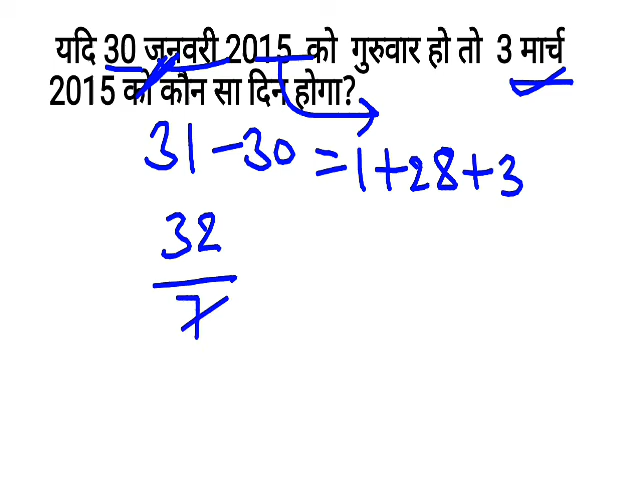 यदि 30 जनवरी 2015 को गुरुवार हो तो 3 मार्च
2015 को कौन सा दिन होगा?
31-30=1+28+3
32
7